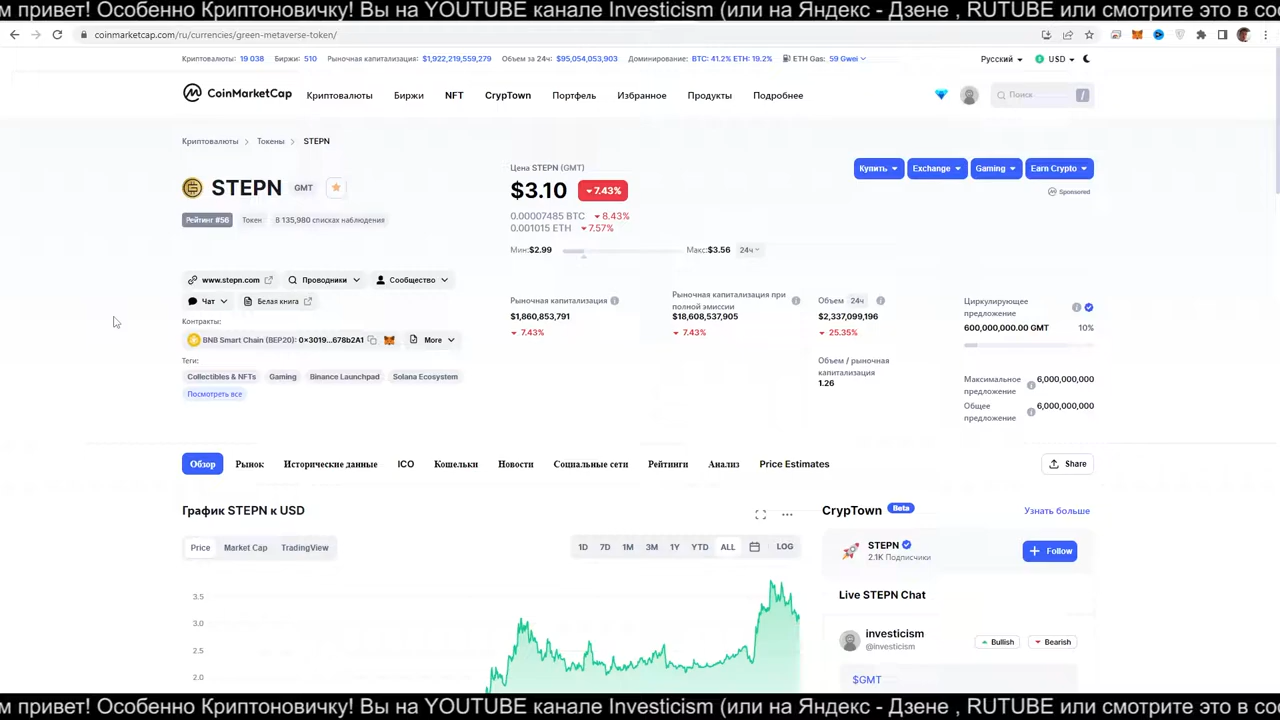 м привет! Особенно Криптоновичку! Вы на YOUTUBE канале Investicism (или на Яндекс - Дзене , RUTUBE или смотрите это в со
coinmarketcap.com/ru/currencies/green-metaverse-token/
Криптовалюты: 19 038 Биржи: 510 Рыночная капитализация: $1,922,219,559,279 Объем за 24ч: $95,054,053,903 Доминирование: BTC: 41.2% ETH: 19.2% ETH Gas: 59 Gwei Русский USD
CoinMarketCap Криптовалюты Биржи NFT CrypTown Портфель Избранное Продукты Подробнее Поиск /
Криптовалюты > Токены > STEPN
Цена STEPN (GMT)
Купить Exchange Gaming Earn Crypto
STEPN GMT
$3.10 7.43%
Sponsored
Рейтинг #56 Токен В 135,980 списках наблюдения
0.00007485 BTC 8.43%
0.001015 ETH 7.57%
Мин:$2.99 Макс:$3.56 24ч
www.stepn.com Проводники Сообщество
Чат Белая книга
Рыночная капитализация
$1,860,853,791
7.43%
Рыночная капитализация при
полной эмиссии
$18,608,537,905
7.43%
Объем 24ч
$2,337,099,196
25.35%
Объем / рыночная
капитализация
1.26
Циркулирующее
предложение
600,000,000.00 GMT 10%
Максимальное
предложение 6,000,000,000
Общее
предложение 6,000,000,000
Контракты:
BNB Smart Chain (BEP20): 0x3019...678b2A1 More
Теги:
Collectibles & NFTs Gaming Binance Launchpad Solana Ecosystem
Посмотреть все
Обзор Рынок Исторические данные ICO Кошельки Новости Социальные сети Рейтинги Анализ Price Estimates Share
График STEPN к USD
Price Market Cap TradingView 1D 7D 1M 3M 1Y YTD ALL LOG
3.5
3.0
2.5
2.0
CrypTown Beta Узнать больше
STEPN
2.1K Подписчики
+ Follow
Live STEPN Chat
investicism
@investicism
Bullish Bearish
$GMT
м привет! Особенно Криптоновичку! Вы на YOUTUBE канале Investicism (или на Яндекс - Дзене , RUTUBE или смотрите это в со